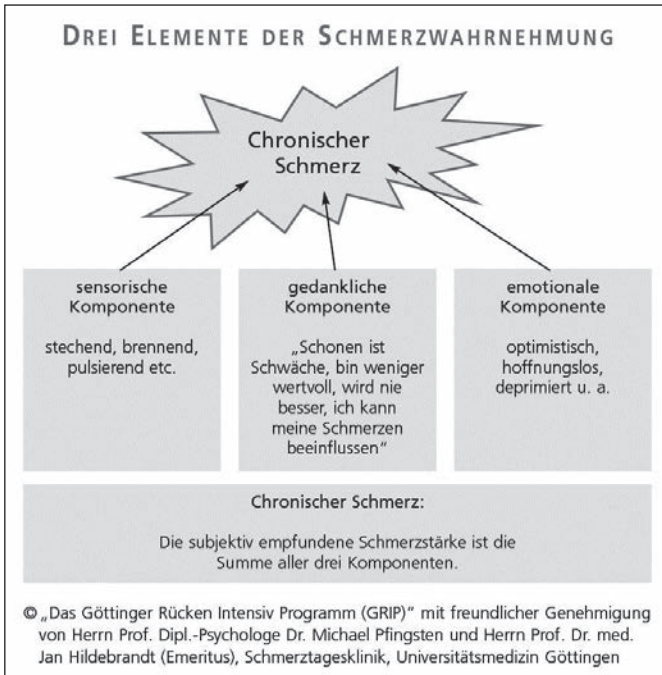 DREI ELEMENTE DER SCHMERZWAHRNEHMUNG
Chronischer
Schmerz
sensorische
Komponente
stechend, brennend,
pulsierend etc.
gedankliche
Komponente
„Schonen ist
Schwäche, bin weniger
wertvoll, wird nie
besser, ich kann
meine Schmerzen
beeinflussen“
emotionale
Komponente
optimistisch,
hoffnungslos,
deprimiert u. a.
Chronischer Schmerz:
Die subjektiv empfundene Schmerzstärke ist die
Summe aller drei Komponenten.
© „Das Göttinger Rücken Intensiv Programm (GRIP)“ mit freundlicher Genehmigung
von Herrn Prof. Dipl.-Psychologe Dr. Michael Pfingsten und Herrn Prof. Dr. med.
Jan Hildebrandt (Emeritus), Schmerztagesklinik, Universitätsmedizin Göttingen